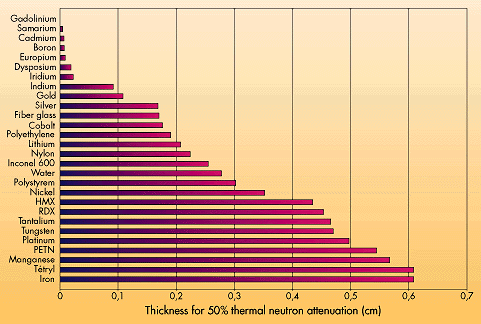 Gadolinium
Samarium
Cadmium
Boron
Europium
Dysposium
Iridium
Indium
Gold
Silver
Fiber glass
Cobalt
Polyethylene
Lithium
Nylon
Inconel 600
Water
Polystyrem
Nickel
HMX
RDX
Tantalium
Tungsten
Platinum
PETN
Manganese
Tetryl
Iron
0 0,1 0,2 0,3 0,4 0,5 0,6 0,7
Thickness for 50% thermal neutron attenuation (cm)